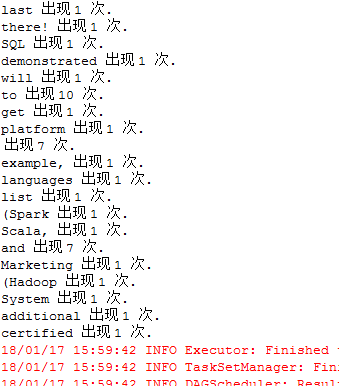 last 出现1 次.
there! 出现1 次.
SQL 出现1 次.
demonstrated 出现1 次.
will 出现1 次.
to 出现10 次.
get 出现1 次.
platform 出现1 次.
出现7 次.
example, 出现1 次.
languages 出现1 次.
list 出现1 次.
(Spark 出现1 次.
Scala, 出现1 次.
and 出现7 次.
Marketing 出现1 次.
(Hadoop 出现1 次.
System 出现1 次.
additional 出现1 次.
certified 出现1 次.
18/01/17 15:59:42 INFO Executor: Finished
18/01/17 15:59:42 INFO TaskSetManager:
18/01/17 15:59:42 INFO DAGScheduler: